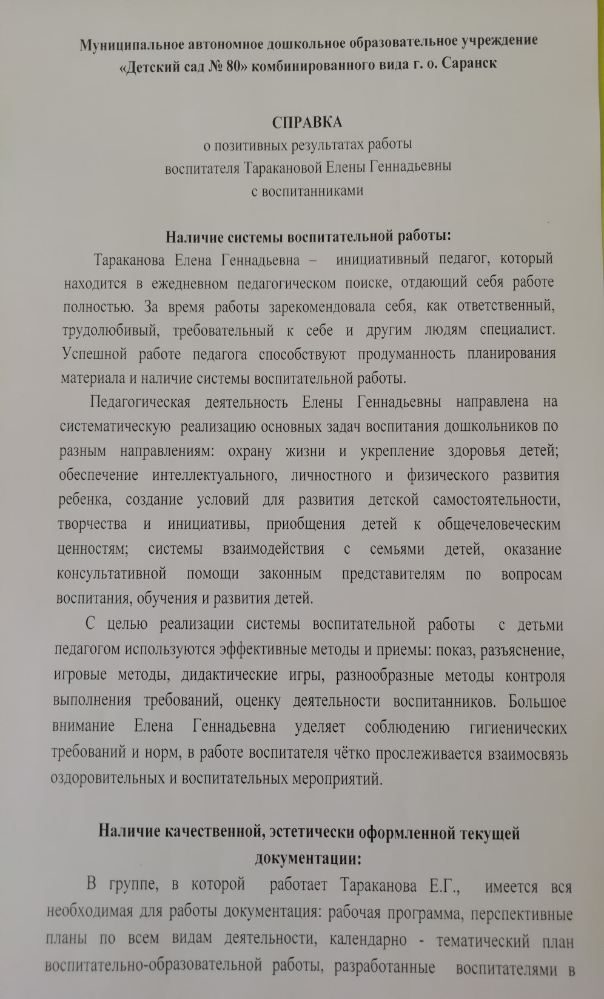 Муниципальное автономное дошкольное образовательное учреждение
«Детский сад № 80» комбинированного вида г. о. Саранск
СПРАВКА
о позитивных результатах работы
воспитателя Таракановой Елены Геннадьевны
с воспитанниками
Наличие системы воспитательной работы:
Тараканова Елена Геннадьевна – инициативный педагог, который
находится в ежедневном педагогическом поиске, отдающий себя работе
полностью. За время работы зарекомендовала себя, как ответственный,
трудолюбивый, требовательный к себе и другим людям специалист.
Успешной работе педагога способствуют продуманность планирования
материала и наличие системы воспитательной работы.
Педагогическая деятельность Елены Геннадьевны направлена на
систематическую реализацию основных задач воспитания дошкольников по
разным направлениям: охрану жизни и укрепление здоровья детей;
обеспечение интеллектуального, личностного и физического развития
ребенка, создание условий для развития детской самостоятельности,
творчества и инициативы, приобщения детей к общечеловеческим
ценностям; системы взаимодействия с семьями детей, оказание
консультативной помощи законным представителям по вопросам
воспитания, обучения и развития детей.
С целью реализации системы воспитательной работы с детьми
педагогом используются эффективные методы и приемы: показ, разъяснение,
игровые методы, дидактические игры, разнообразные методы контроля
выполнения требований, оценку деятельности воспитанников. Большое
внимание Елена Геннадьевна уделяет соблюдению гигиенических
требований и норм, в работе воспитателя чётко прослеживается взаимосвязь
оздоровительных и воспитательных мероприятий.
Наличие качественной, эстетически оформленной текущей
документации:
В группе, в которой работает Тараканова Е.Г., имеется вся
необходимая для работы документация: рабочая программа, перспективные
планы по всем видам деятельности, календарно - тематический план
воспитательно-образовательной работы, разработанные воспитателями в